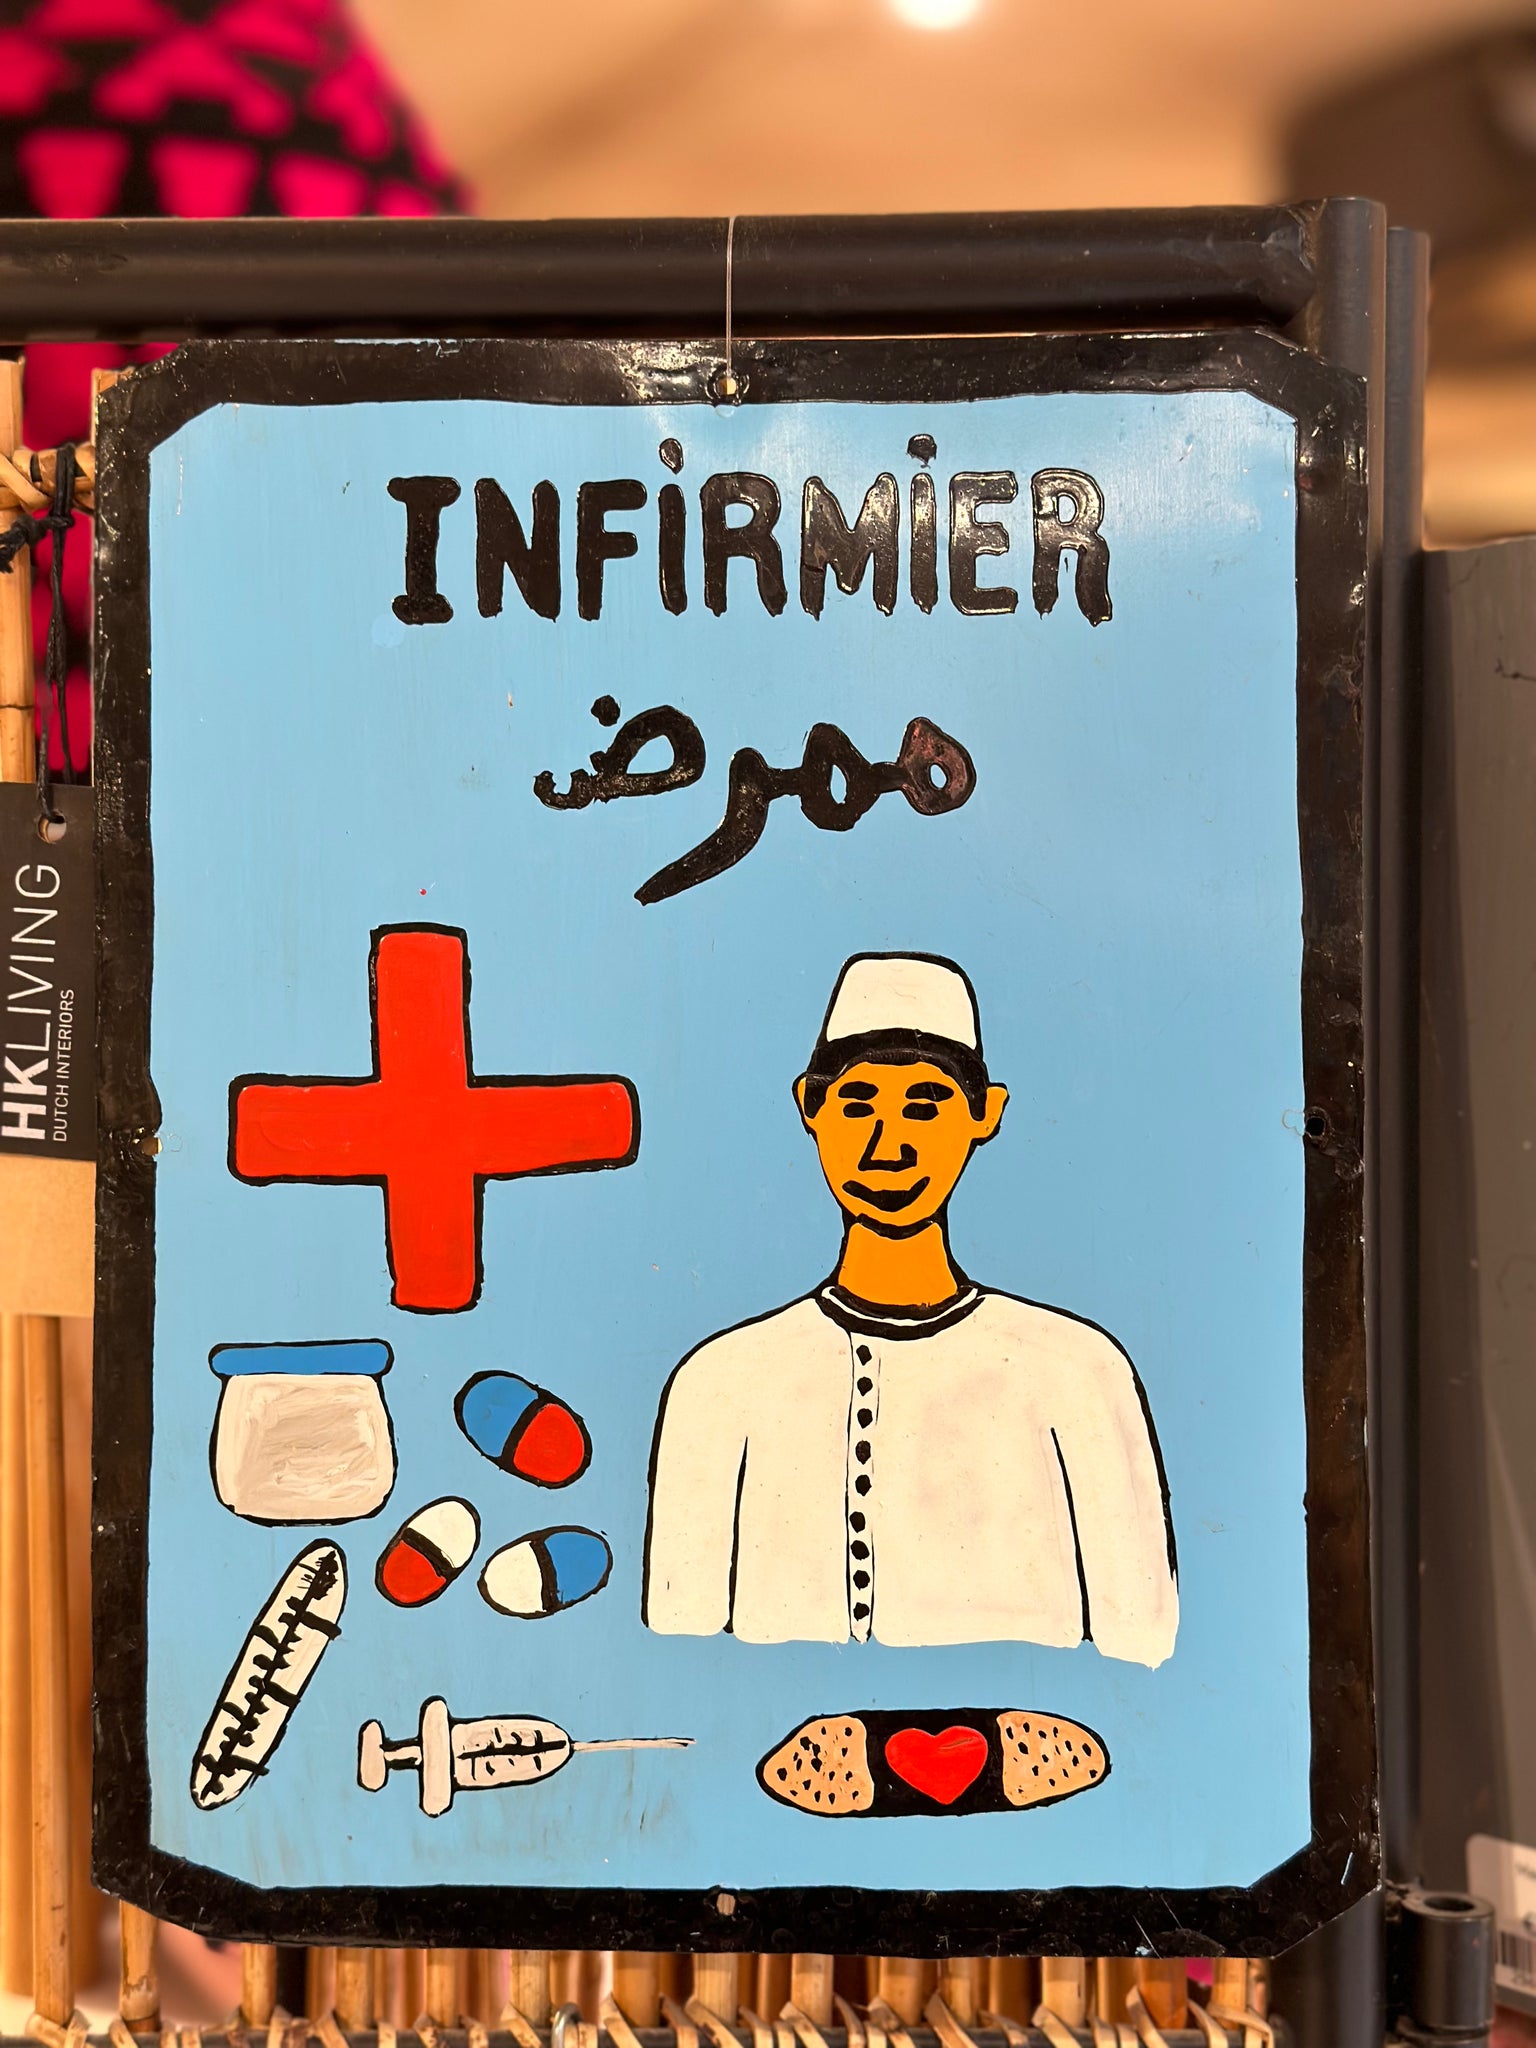 INFIRMIER
ممرض
HKLIVING
DUTCH INTERIORS